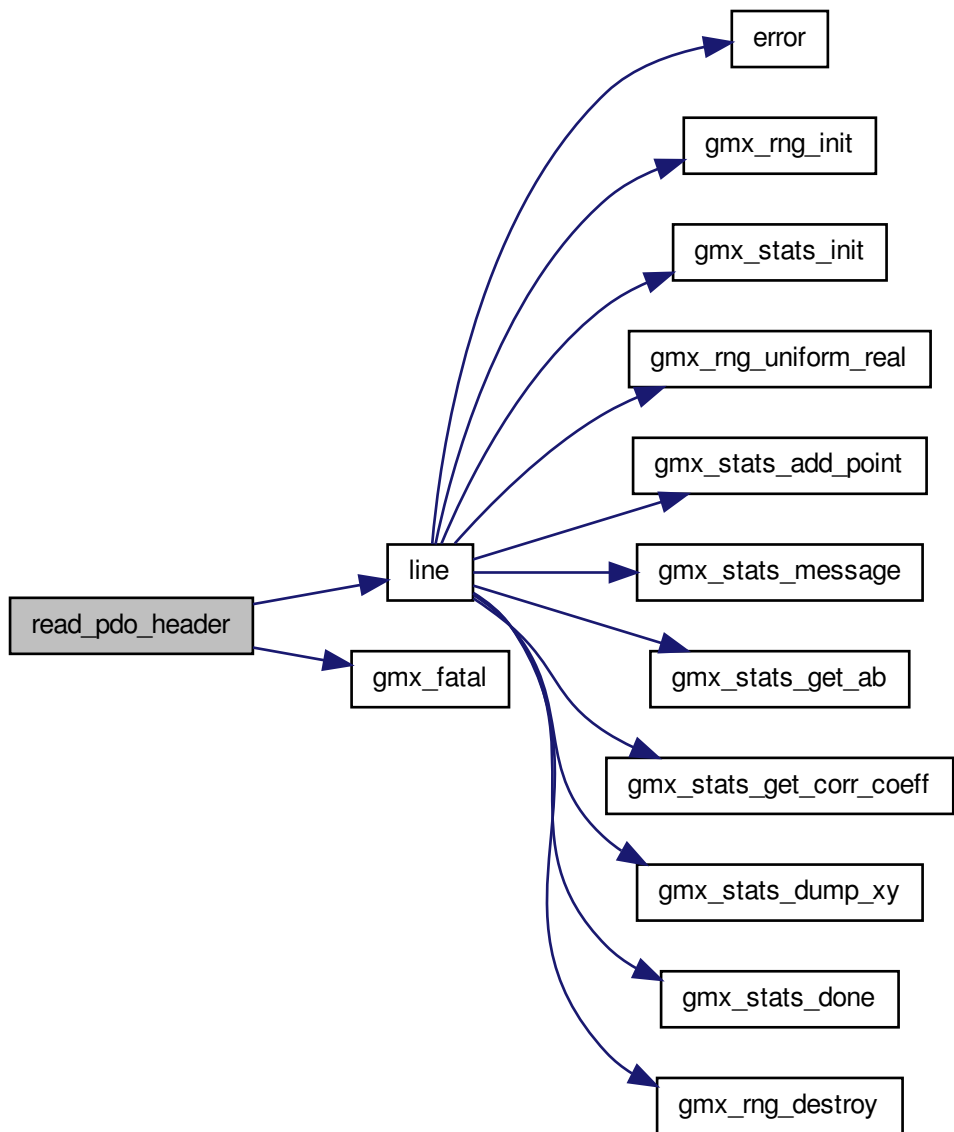 error
gmx_rng_init
gmx_stats_init
gmx_rng_uniform_real
gmx_stats_add_point
line
gmx_stats_message
read_pdo_header
gmx_fatal
gmx_stats_get_ab
gmx_stats_get_corr_coeff
gmx_stats_dump_xy
gmx_stats_done
gmx_rng_destroy